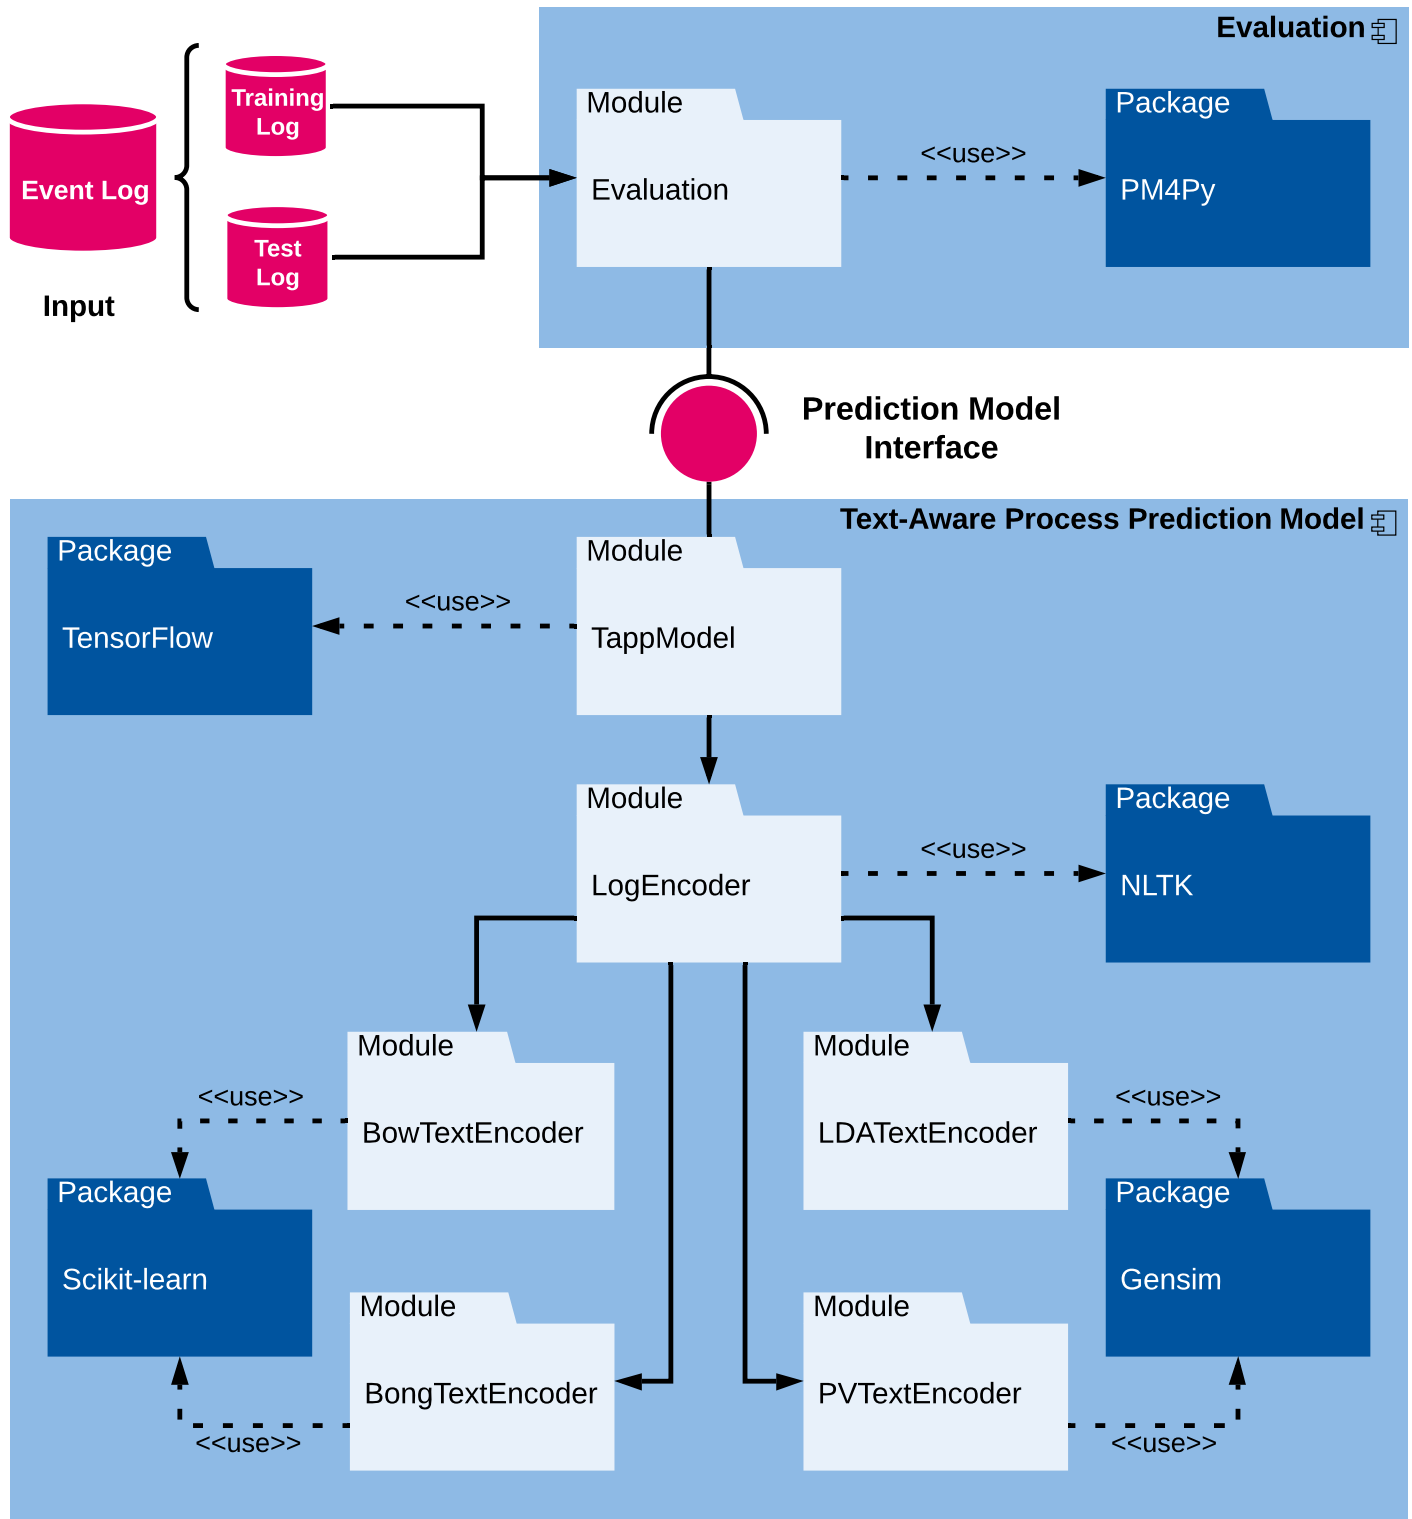 Evaluation
Training
Log
Event Log
Test
Log
Input
Module
Evaluation
<<use>>
Package
PM4Py
Prediction Model
Interface
Text-Aware Process Prediction Model
Package
TensorFlow
<<use>>
Module
TappModel
Module
LogEncoder
<<use>>
Package
NLTK
Module
BowTextEncoder
<<use>>
Module
LDATextEncoder
<<use>>
Package
Scikit-learn
Package
Gensim
Module
BongTextEncoder
<<use>>
Module
PVTextEncoder
<<use>>